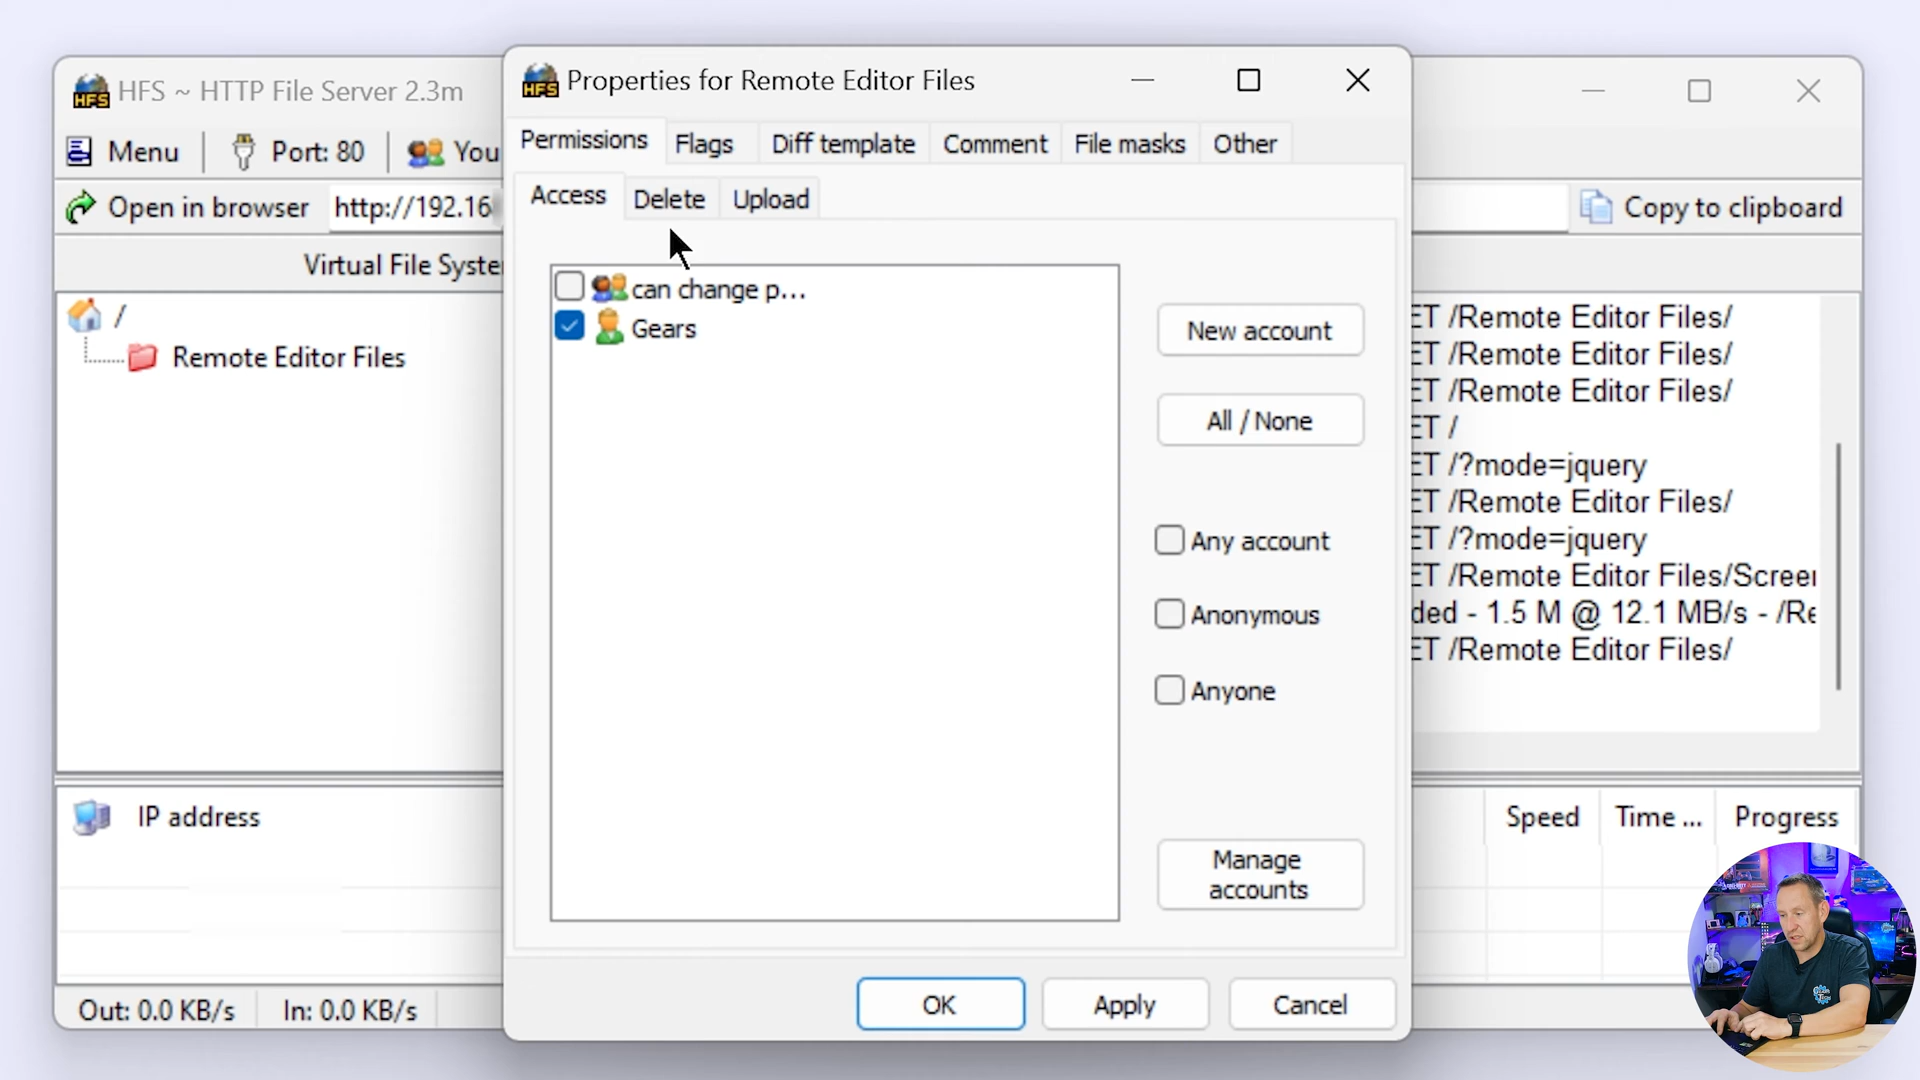 HFS ~ HTTP File Server 2.3m
Menu
Port: 80
You
Open in browser
http://192.16
Copy to clipboard
Virtual File Syste
/
Remote Editor Files
Properties for Remote Editor Files
Permissions
Flags
Diff template
Comment
File masks
Other
Access
Delete
Upload
can change p...
Gears
New account
All / None
Any account
Anonymous
Anyone
Manage
accounts
OK
Apply
Cancel
ET /Remote Editor Files/
ET /Remote Editor Files/
ET /Remote Editor Files/
ET /
ET /?mode=jquery
ET /Remote Editor Files/
ET /?mode=jquery
ET /Remote Editor Files/Screen
ded - 1.5 M @ 12.1 MB/s - /Re
ET /Remote Editor Files/
IP address
Speed
Time ...
Progress
Out: 0.0 KB/s
In: 0.0 KB/s